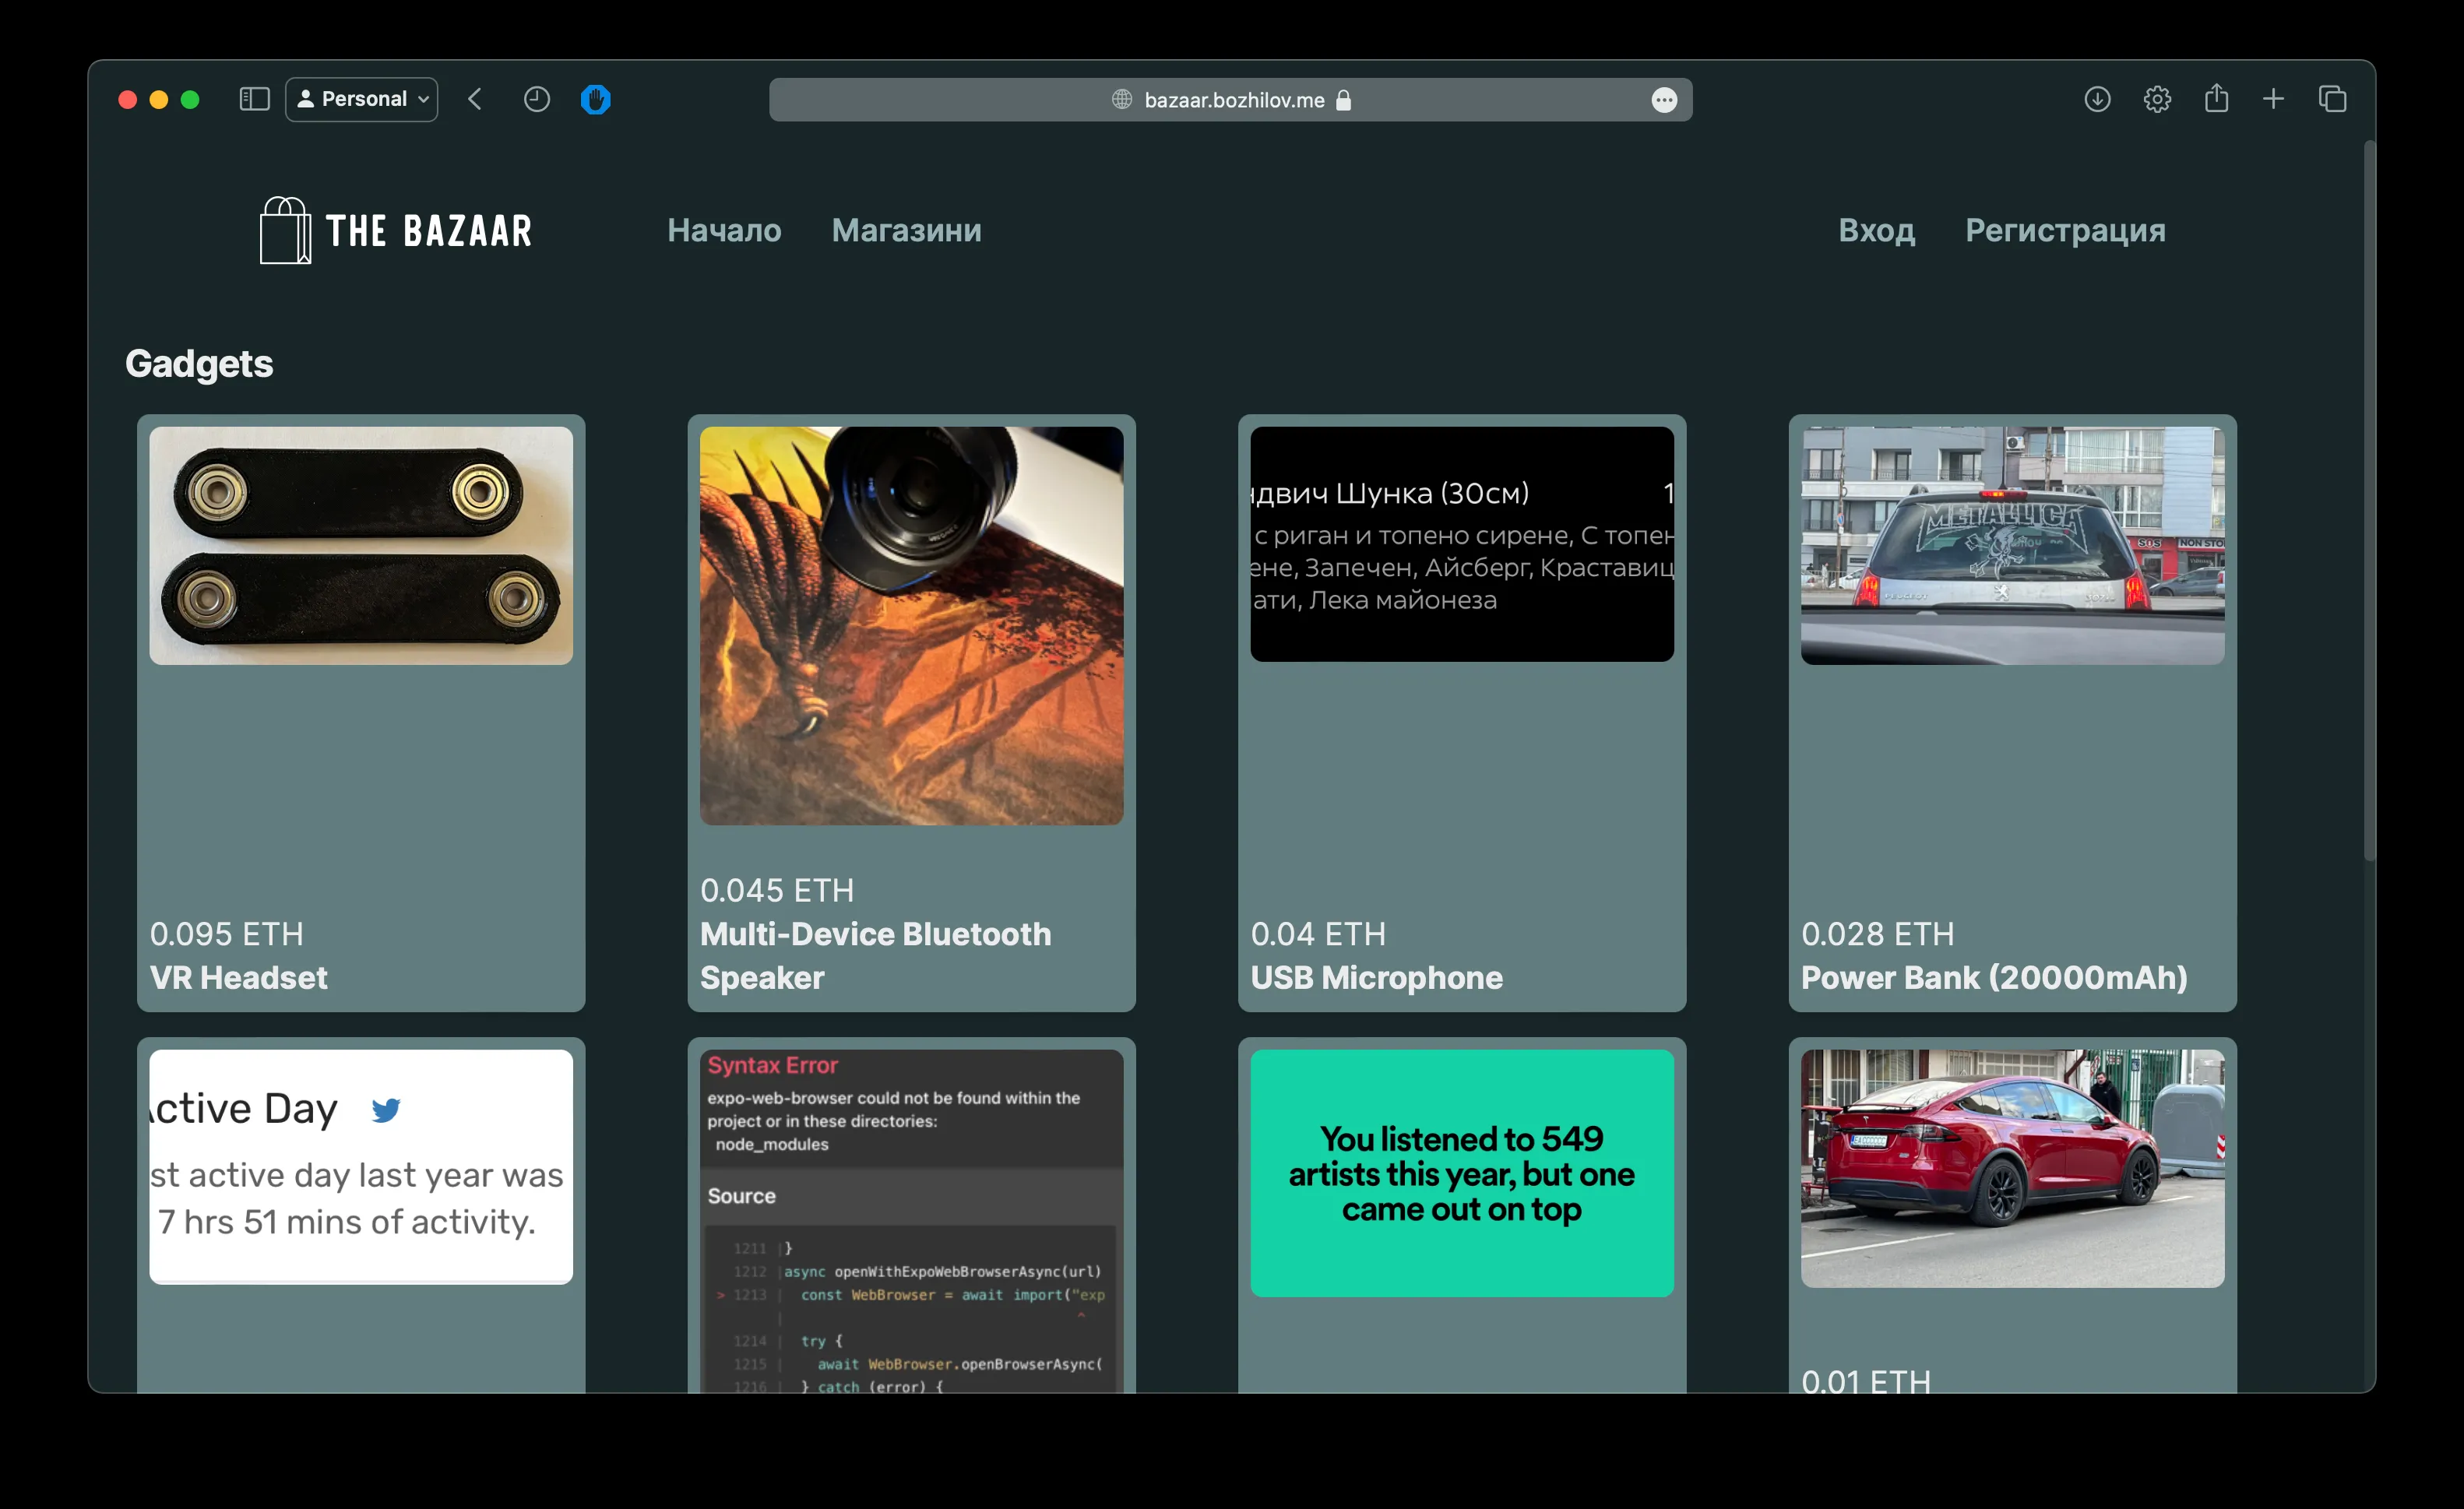 Personal
bazaar.bozhilov.me
THE BAZAAR
Начало
Магазини
Вход
Регистрация
Gadgets
ндвич Шунка (30см) 1
с риган и топено сирене, С топен
ене, Запечен, Айсберг, Краставиц
ати, Лека майонеза
METALLICA
SOS
NON STO
PEUGEOT
0.095 ETH
VR Headset
0.045 ETH
Multi-Device Bluetooth
Speaker
0.04 ETH
USB Microphone
0.028 ETH
Power Bank (20000mAh)
Active Day
st active day last year was
7 hrs 51 mins of activity.
Syntax Error
expo-web-browser could not be found within the
project or in these directories:
node_modules
Source
1211 | }
1212 | async openWithExpoWebBrowserAsync(url)
> 1213 | const WebBrowser = await import("exp
| ^
1214 | try {
1215 | await WebBrowser.openBrowserAsync(
1216 | } catch (error) {
You listened to 549
artists this year, but one
came out on top
0.01 ETH